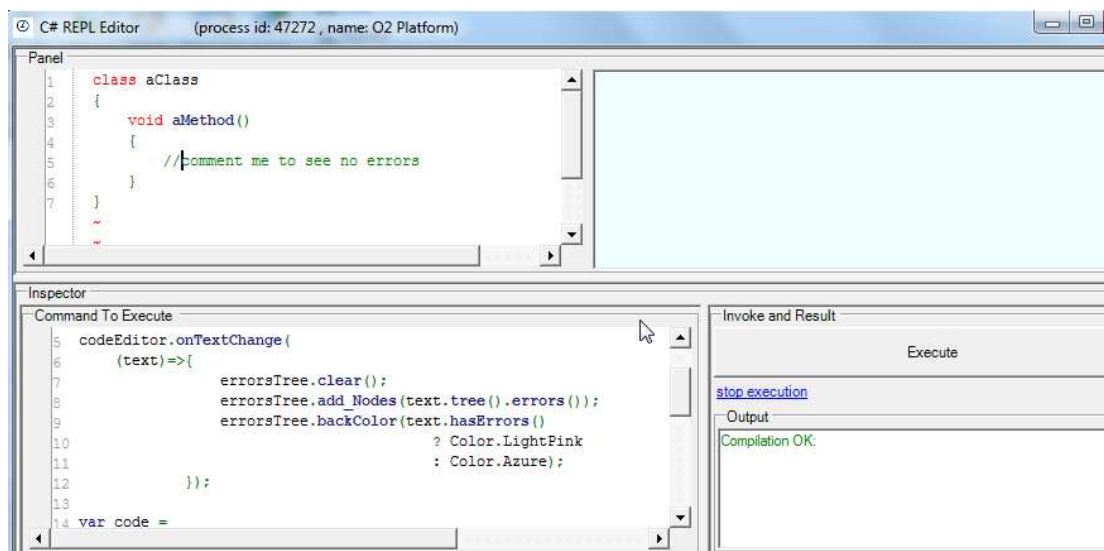 C# REPL Editor (process id: 47272 , name: O2 Platform)
Panel
1 class aClass
2 {
3 void aMethod()
4 {
5 //comment me to see no errors
6 }
7 }
~
~
Inspector
Command To Execute
5 codeEditor.onTextChange(
6 (text)=>{
7 errorsTree.clear();
8 errorsTree.add_Nodes(text.tree().errors());
9 errorsTree.backColor(text.hasErrors()
10 ? Color.LightPink
11 : Color.Azure);
12 });
13
14 var code =
Invoke and Result
Execute
stop execution
Output
Compilation OK: